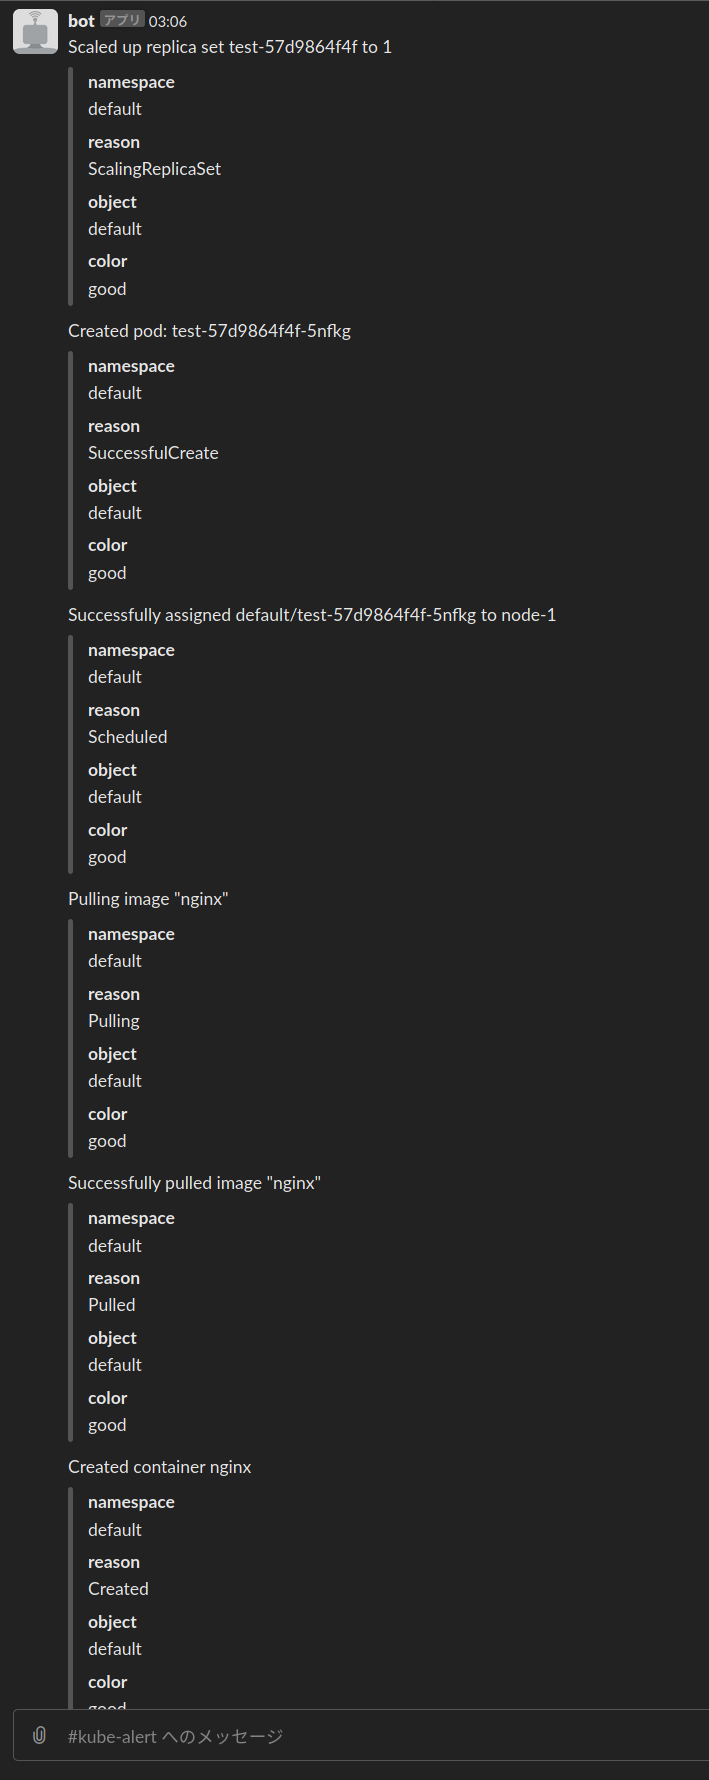 bot アプリ 03:06
Scaled up replica set test-57d9864f4f to 1
namespace
default
reason
ScalingReplicaSet
object
default
color
good
Created pod: test-57d9864f4f-5nfkg
namespace
default
reason
SuccessfulCreate
object
default
color
good
Successfully assigned default/test-57d9864f4f-5nfkg to node-1
namespace
default
reason
Scheduled
object
default
color
good
Pulling image "nginx"
namespace
default
reason
Pulling
object
default
color
good
Successfully pulled image "nginx"
namespace
default
reason
Pulled
object
default
color
good
Created container nginx
namespace
default
reason
Created
object
default
color
good
#kube-alert へのメッセージ